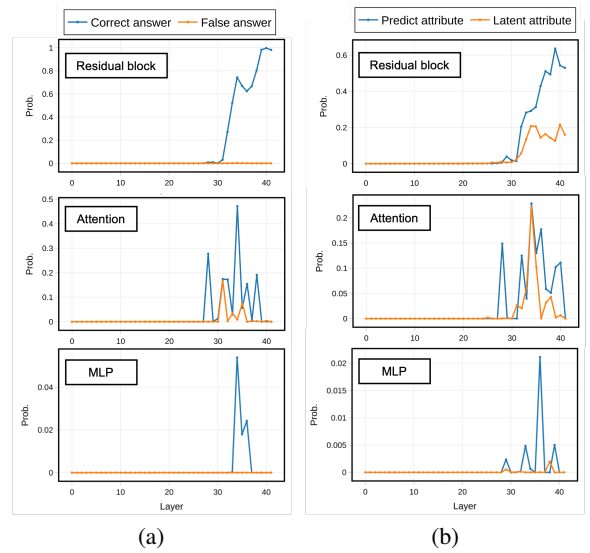 Correct answer False answer
Residual block
Prob.
1
0.8
0.6
0.4
0.2
0
0 10 20 30 40
Attention
Prob.
0.5
0.4
0.3
0.2
0.1
0
0 10 20 30 40
MLP
Prob.
0.04
0.02
0
0 10 20 30 40
Layer
(a)
Predict attribute Latent attribute
Residual block
Prob.
0.6
0.4
0.2
0
0 10 20 30 40
Attention
Prob.
0.2
0.15
0.1
0.05
0
0 10 20 30 40
MLP
Prob.
0.02
0.015
0.01
0.005
0
0 10 20 30 40
Layer
(b)